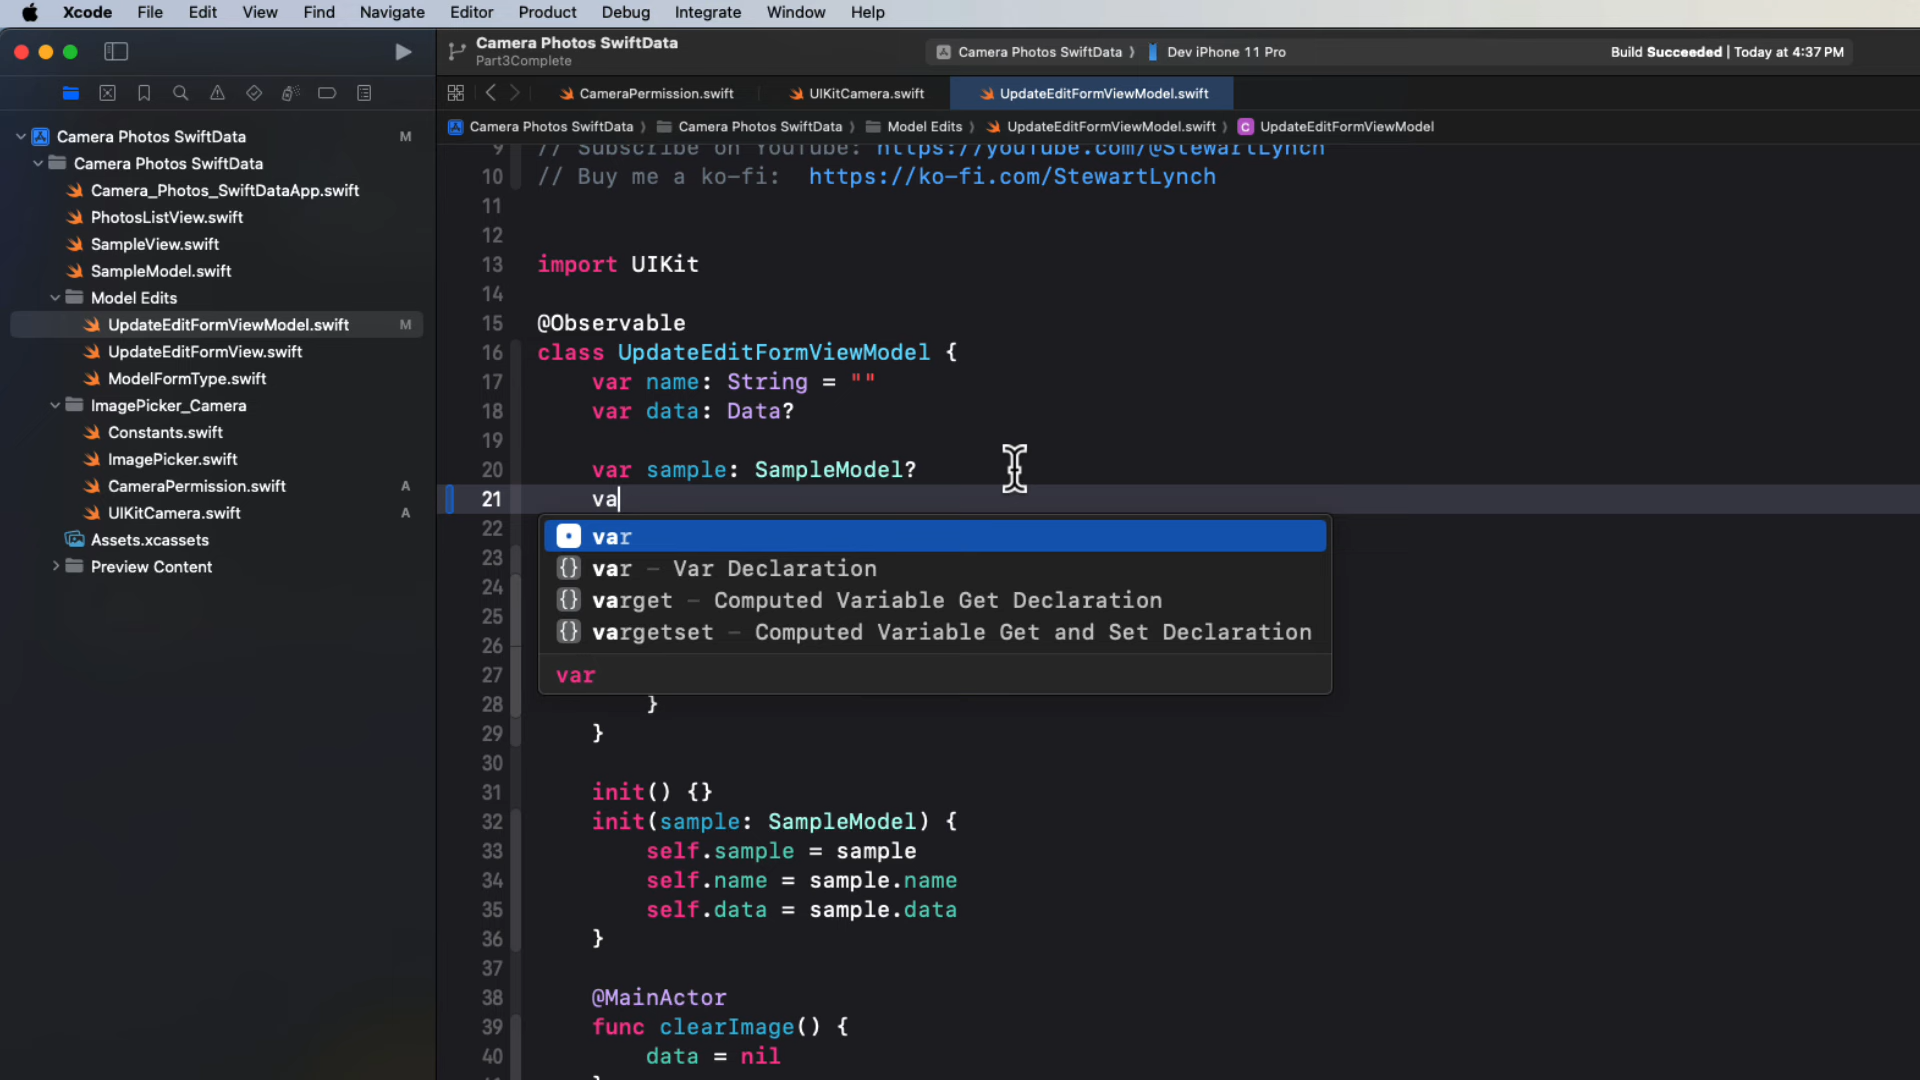 Xcode File Edit View Find Navigate Editor Product Debug Integrate Window Help
Camera Photos SwiftData
Part3Complete
Camera Photos SwiftData 〉 Dev iPhone 11 Pro
Build Succeeded | Today at 4:37 PM
CameraPermission.swift UIKitCamera.swift UpdateEditFormViewModel.swift
Camera Photos SwiftData 〉 Camera Photos SwiftData 〉 Model Edits 〉 UpdateEditFormViewModel.swift 〉 C UpdateEditFormViewModel
Camera Photos SwiftData M
Camera Photos SwiftData
Camera_Photos_SwiftDataApp.swift
PhotosListView.swift
SampleView.swift
SampleModel.swift
Model Edits
UpdateEditFormViewModel.swift M
UpdateEditFormView.swift
ModelFormType.swift
ImagePicker_Camera
Constants.swift
ImagePicker.swift
CameraPermission.swift A
UIKitCamera.swift A
Assets.xcassets
Preview Content
9 // Subscribe on YouTube: https://youTube.com/@StewartLynch
10 // Buy me a ko-fi:  https://ko-fi.com/StewartLynch
11
12
13 import UIKit
14
15 @Observable
16 class UpdateEditFormViewModel {
17 var name: String = ""
18 var data: Data?
19
20 var sample: SampleModel?
21 va
22 var
23 {} var – Var Declaration
24 {} varget – Computed Variable Get Declaration
25 {} vargetset – Computed Variable Get and Set Declaration
26
27 var
28 }
29 }
30
31 init() {}
32 init(sample: SampleModel) {
33 self.sample = sample
34 self.name = sample.name
35 self.data = sample.data
36 }
37
38 @MainActor
39 func clearImage() {
40 data = nil